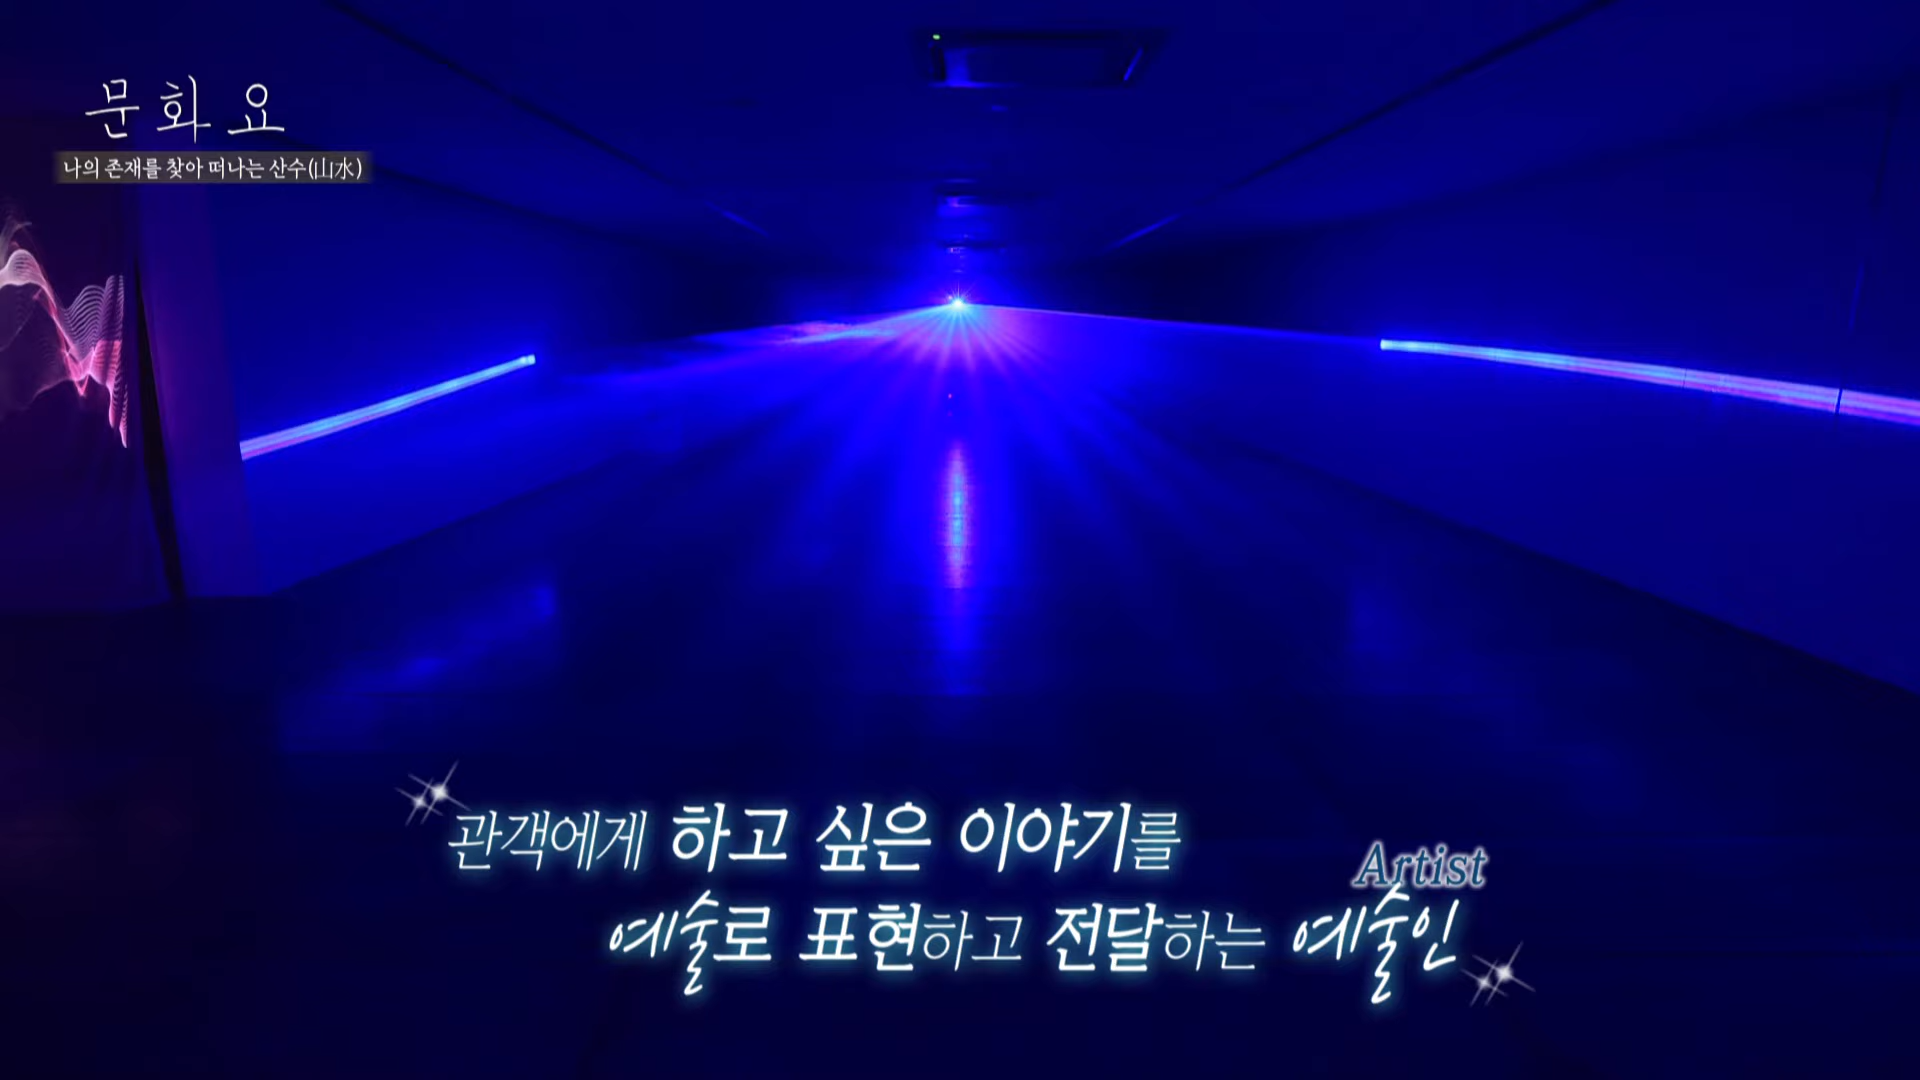 문화요
나의 존재를 찾아 떠나는 산수(山水)
관객에게 하고 싶은 이야기를
Artist
예술로 표현하고 전달하는 예술인